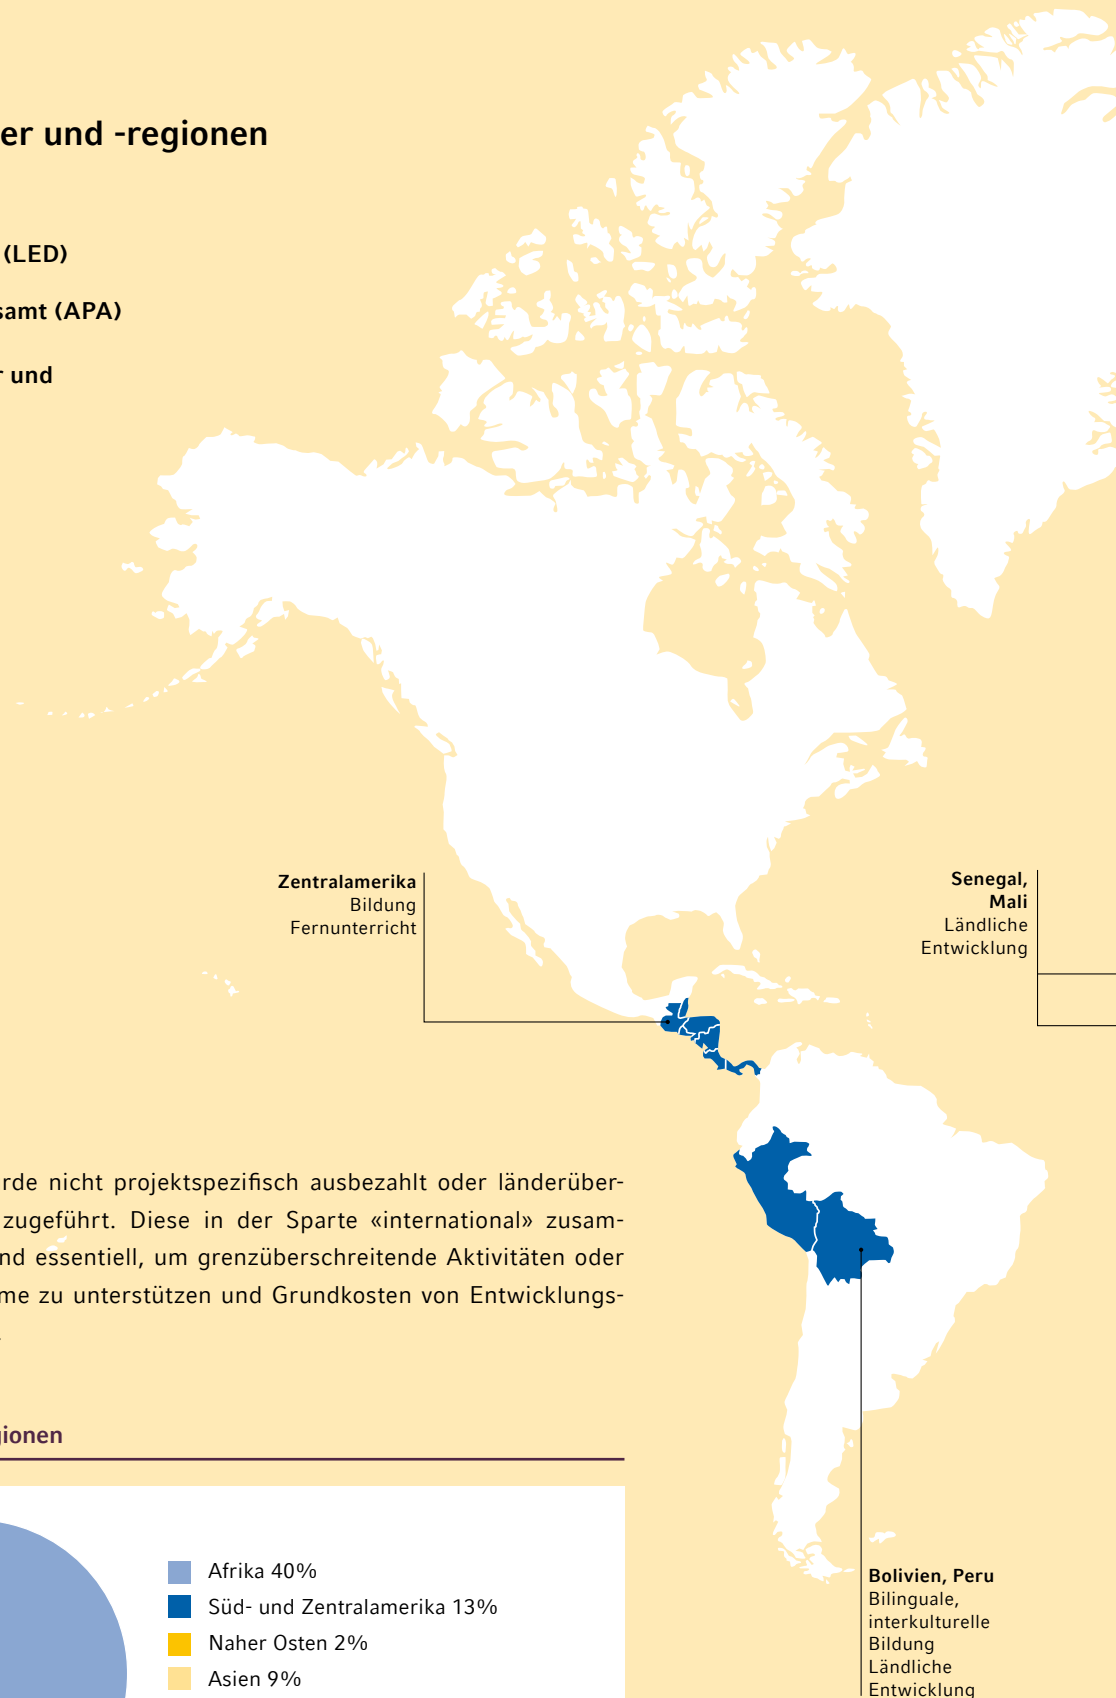 er und -regionen
(LED)
samt (APA)
r und
Zentralamerika
Bildung
Fernunterricht
Senegal,
Mali
Ländliche
Entwicklung
rde nicht projektspezifisch ausbezahlt oder länderüber-
zugeführt. Diese in der Sparte «international» zusam-
nd essentiell, um grenzüberschreitende Aktivitäten oder
me zu unterstützen und Grundkosten von Entwicklungs-
.
gionen
Afrika 40%
Süd- und Zentralamerika 13%
Naher Osten 2%
Asien 9%
Bolivien, Peru
Bilinguale,
interkulturelle
Bildung
Ländliche
Entwicklung